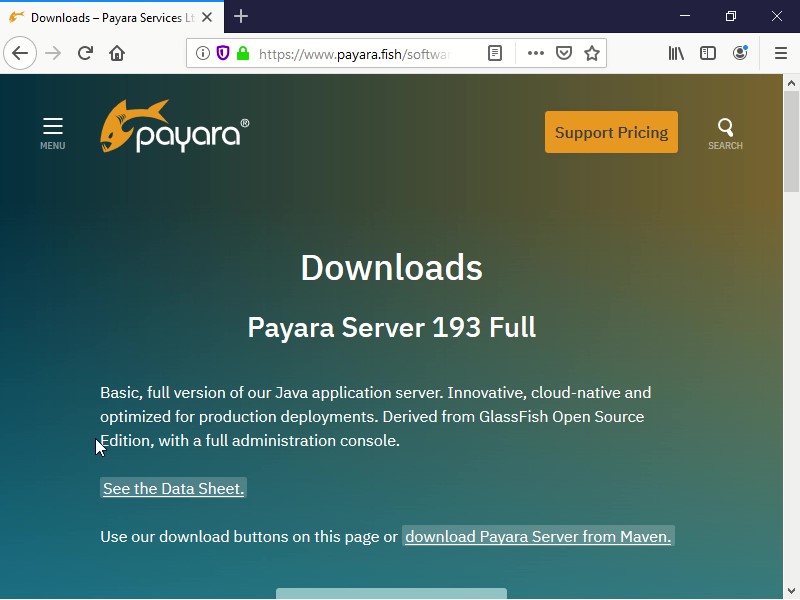 Downloads – Payara Services Lt
https://www.payara.fish/softwar
MENU
payara®
Support Pricing
SEARCH
Downloads
Payara Server 193 Full
Basic, full version of our Java application server. Innovative, cloud-native and
optimized for production deployments. Derived from GlassFish Open Source
Edition, with a full administration console.
See the Data Sheet.
Use our download buttons on this page or download Payara Server from Maven.